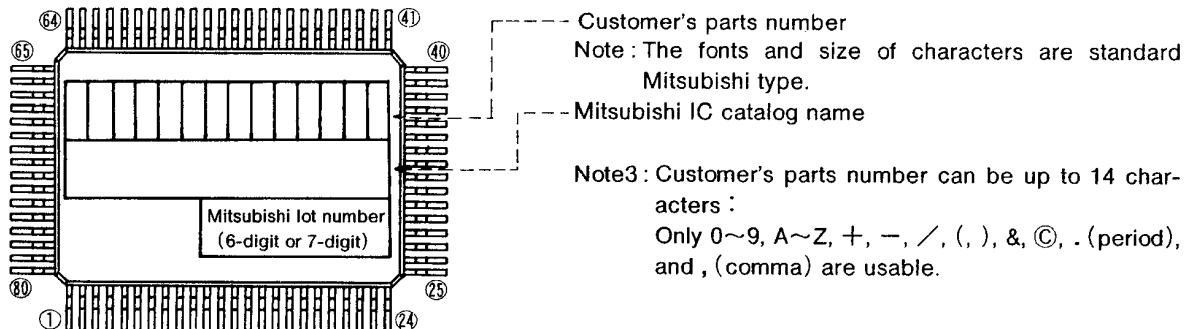 64 41
65 40
Mitsubishi lot number
(6-digit or 7-digit)
80 25
1 24
Customer's parts number
Note : The fonts and size of characters are standard
Mitsubishi type.
Mitsubishi IC catalog name
Note3 : Customer's parts number can be up to 14 char-
acters :
Only 0~9, A~Z, +, −, /, (, ), &, ©, . (period),
and , (comma) are usable.